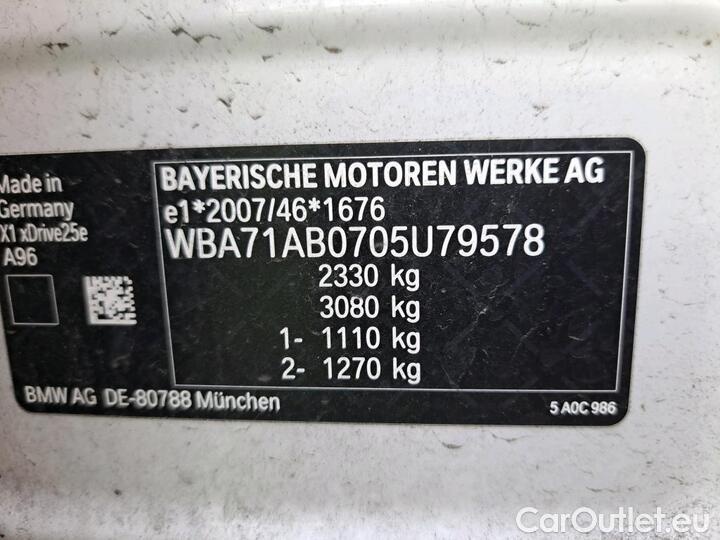 Made in
Germany
X1 xDrive25e
A96
BAYERISCHE MOTOREN WERKE AG
e1*2007/46*1676
WBA71AB0705U79578
2330 kg
3080 kg
1- 1110 kg
2- 1270 kg
BMW AG DE-80788 München
5 A0C 986
CarOutlet.eu